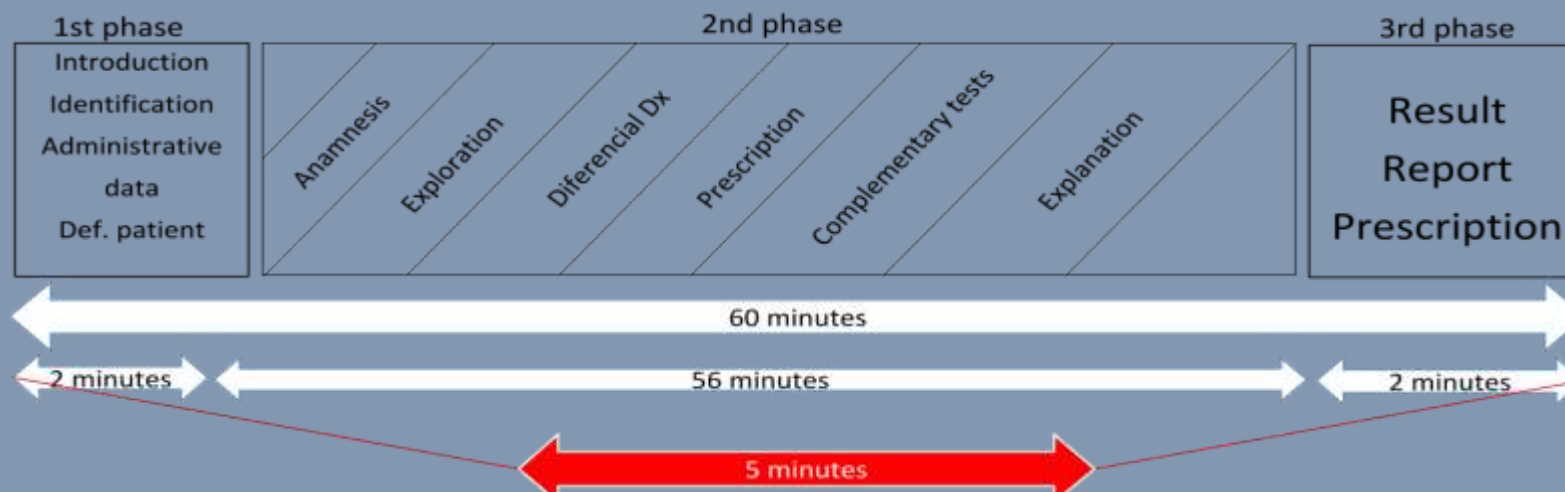 1st phase
Introduction
Identification
Administrative
data
Def. patient
2nd phase
Anamnesis
Exploration
Diferencial Dx
Prescription
Complementary tests
Explanation
3rd phase
Result
Report
Prescription
60 minutes
2 minutes
56 minutes
2 minutes
5 minutes